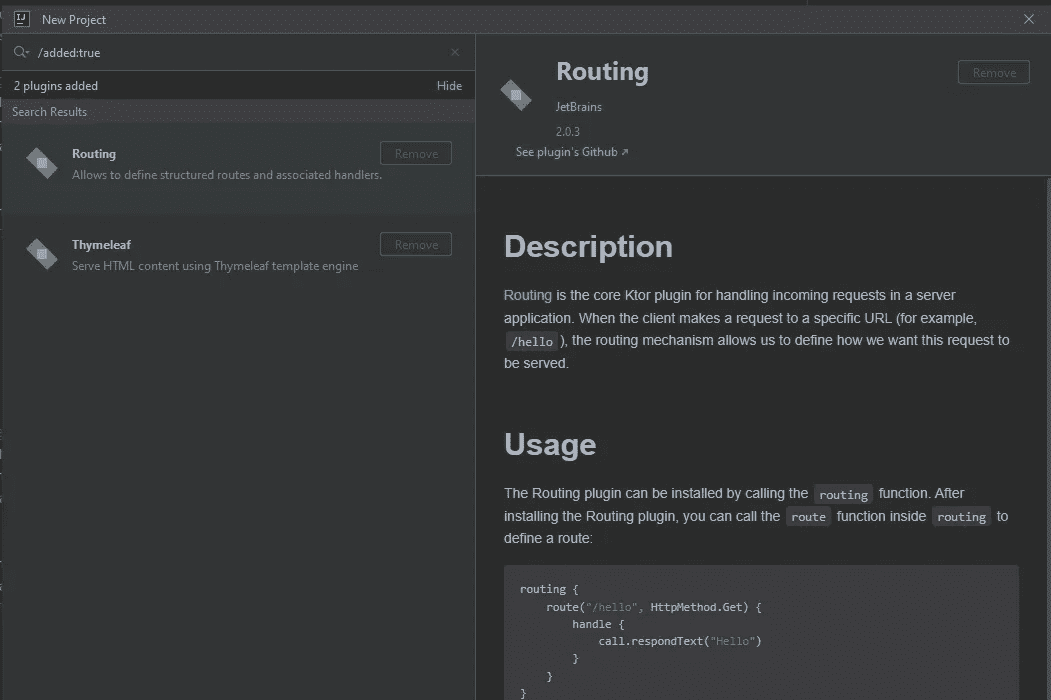 New Project
/added:true
2 plugins added Hide
Search Results
Routing Remove
Allows to define structured routes and associated handlers.
Thymeleaf Remove
Serve HTML content using Thymeleaf template engine
Routing Remove
JetBrains
2.0.3
See plugin's Github ↗
Description
Routing is the core Ktor plugin for handling incoming requests in a server
application. When the client makes a request to a specific URL (for example,
/hello ), the routing mechanism allows us to define how we want this request to
be served.
Usage
The Routing plugin can be installed by calling the routing function. After
installing the Routing plugin, you can call the route function inside routing to
define a route:
routing {
    route("/hello", HttpMethod.Get) {
        handle {
            call.respondText("Hello")
        }
    }
}